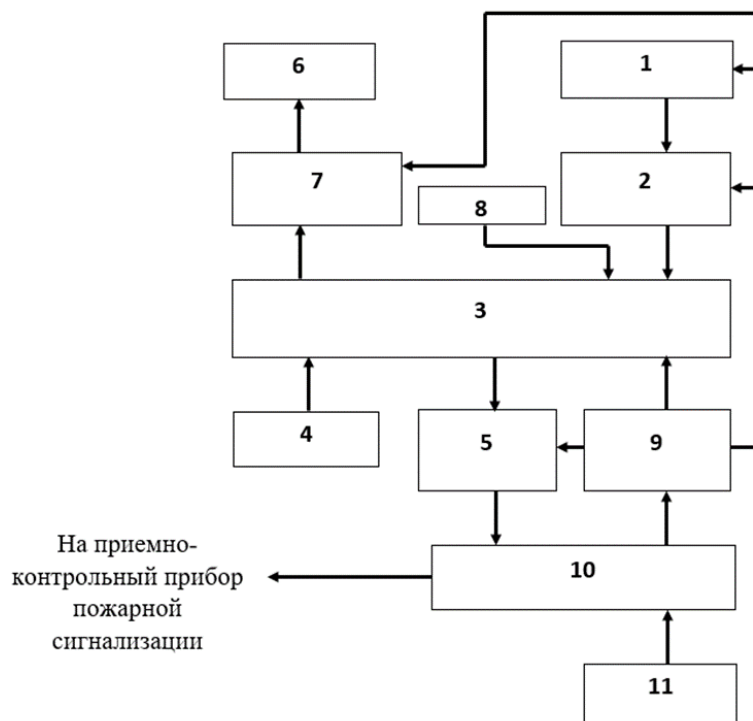 6
1
7
2
8
3
4
5
9
На приемно-
контрольный прибор
пожарной
сигнализации
10
11